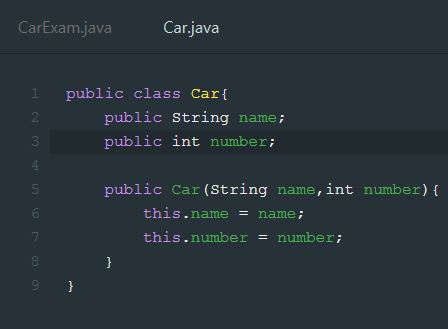 CarExam.java Car.java
1 public class Car{
2 public String name;
3 public int number;
4
5 public Car(String name,int number){
6 this.name = name;
7 this.number = number;
8 }
9 }